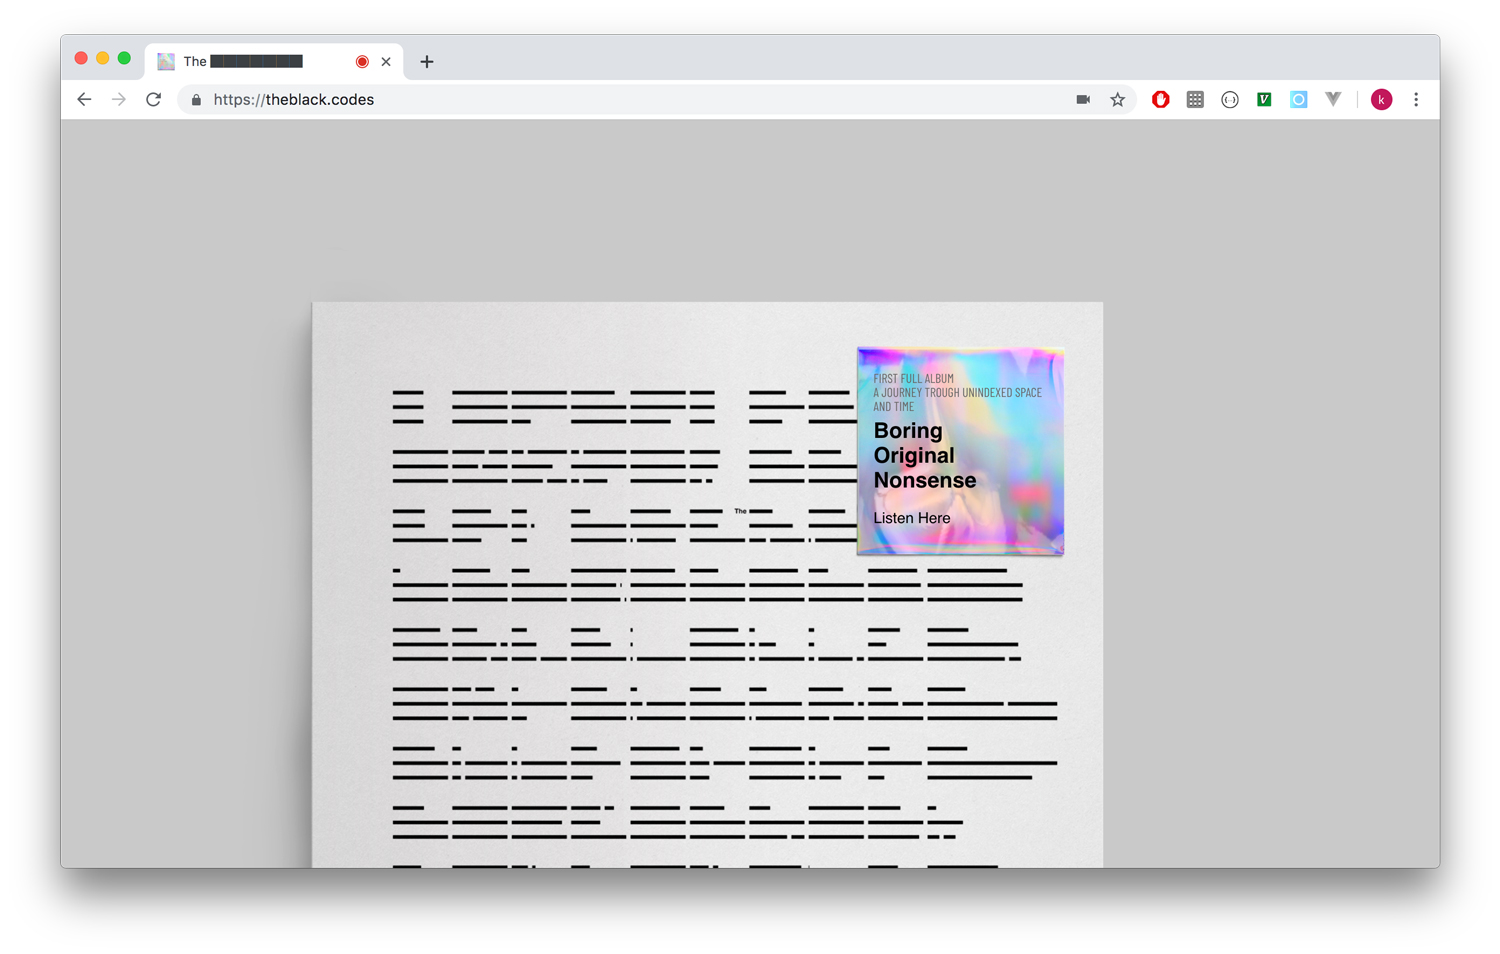 The ██████████
https://theblack.codes
k
FIRST FULL ALBUM
A JOURNEY TROUGH UNINDEXED SPACE
AND TIME
Boring
Original
Nonsense
Listen Here
The